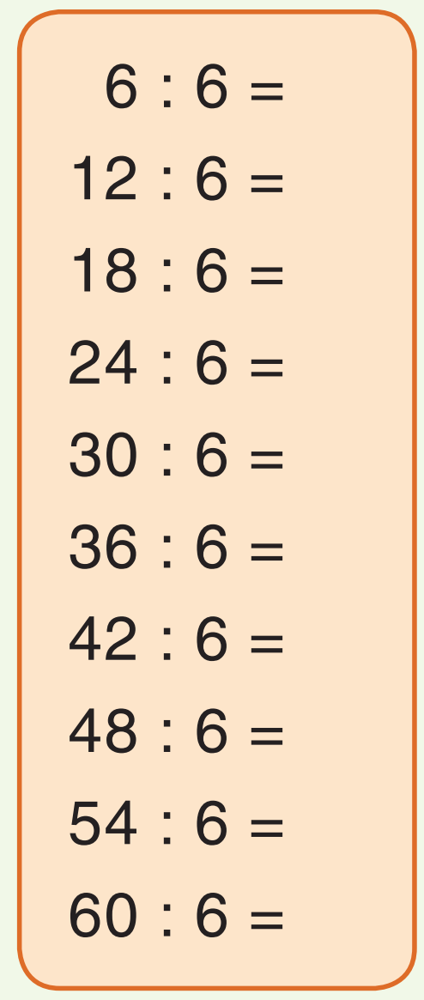 6 : 6 =
12 : 6 =
18 : 6 =
24 : 6 =
30 : 6 =
36 : 6 =
42 : 6 =
48 : 6 =
54 : 6 =
60 : 6 =